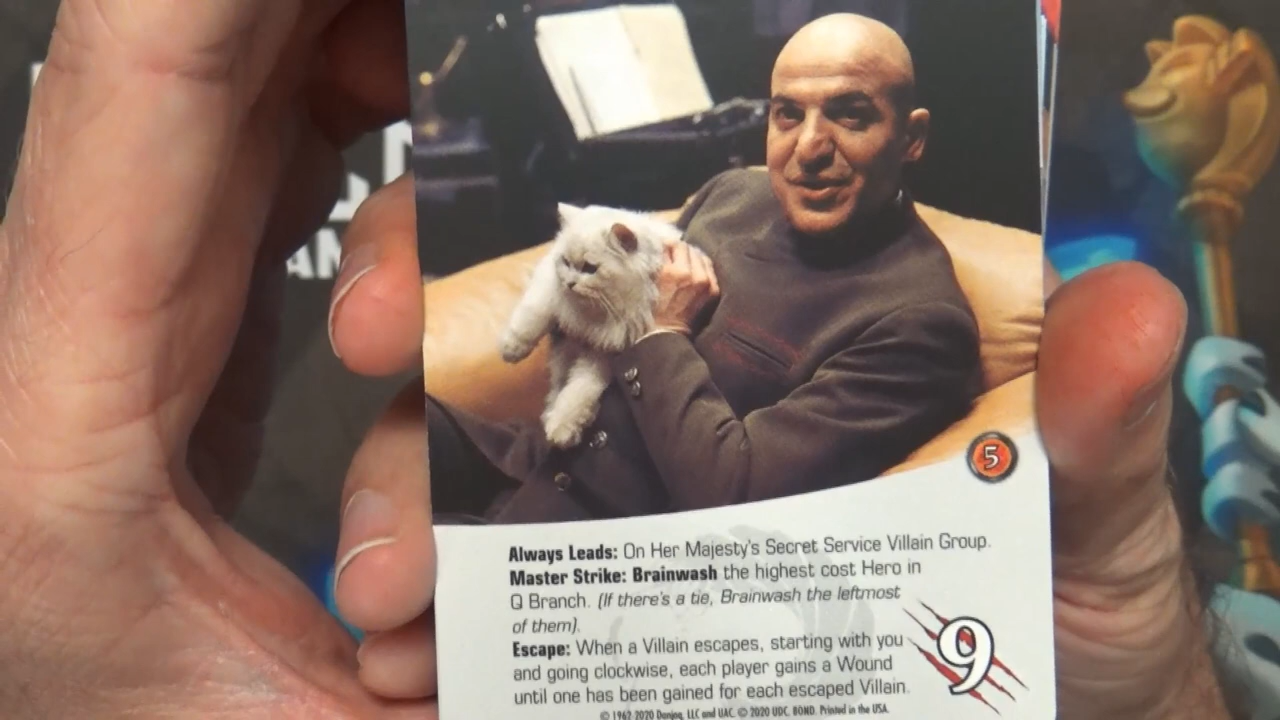 5
Always Leads: On Her Majesty's Secret Service Villain Group.
Master Strike: Brainwash the highest cost Hero in
Q Branch. (If there's a tie, Brainwash the leftmost
of them).
Escape: When a Villain escapes, starting with you
and going clockwise, each player gains a Wound
until one has been gained for each escaped Villain.
9
© 1962-2020 Danjaq, LLC and UAC. © 2020 UDC. BOND. Printed in the USA.